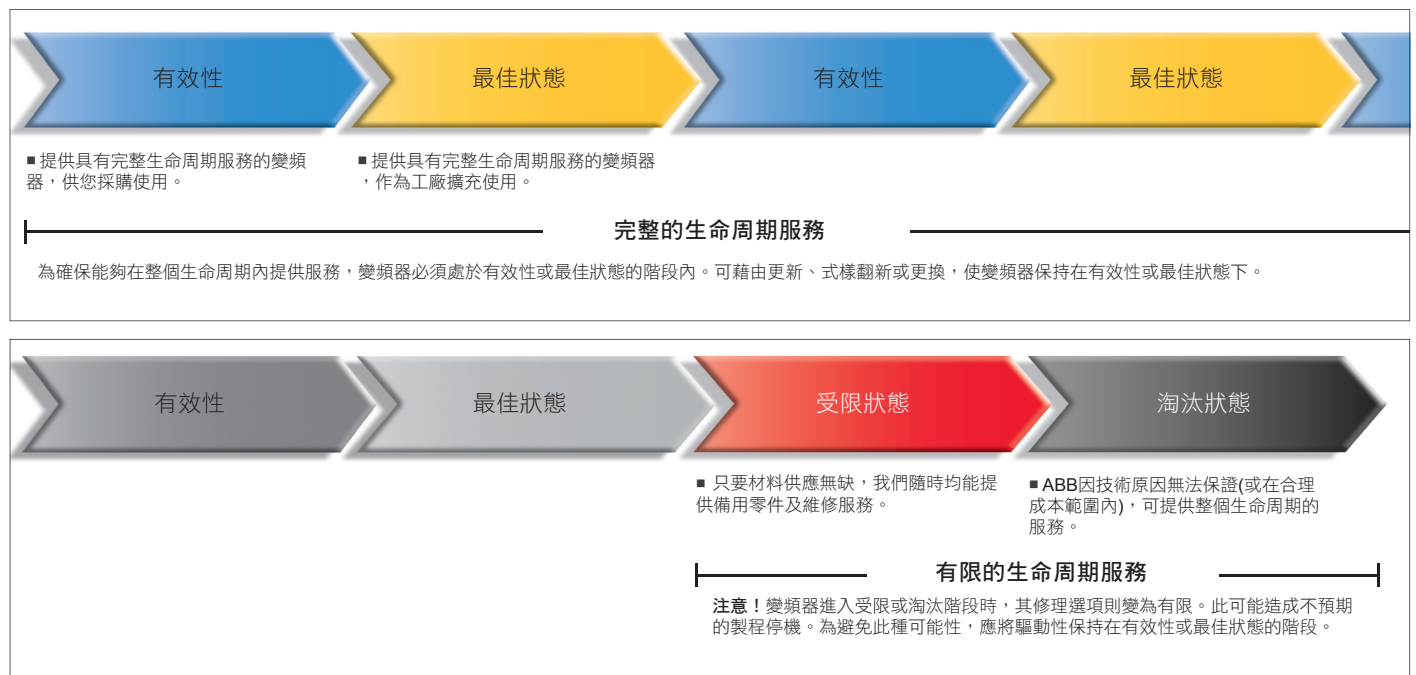 有效性
最佳狀態
有效性
最佳狀態
■ 提供具有完整生命周期服務的變頻
器，供您採購使用。
■ 提供具有完整生命周期服務的變頻器
，作為工廠擴充使用。
完整的生命周期服務
為確保能夠在整個生命周期內提供服務，變頻器必須處於有效性或最佳狀態的階段內。可藉由更新、式樣翻新或更換，使變頻器保持在有效性或最佳狀態下。
有效性
最佳狀態
受限狀態
淘汰狀態
■ 只要材料供應無缺，我們隨時均能提
供備用零件及維修服務。
■ ABB因技術原因無法保證(或在合理
成本範圍內)，可提供整個生命周期的
服務。
有限的生命周期服務
注意！變頻器進入受限或淘汰階段時，其修理選項則變為有限。此可能造成不預期
的製程停機。為避免此種可能性，應將驅動性保持在有效性或最佳狀態的階段。